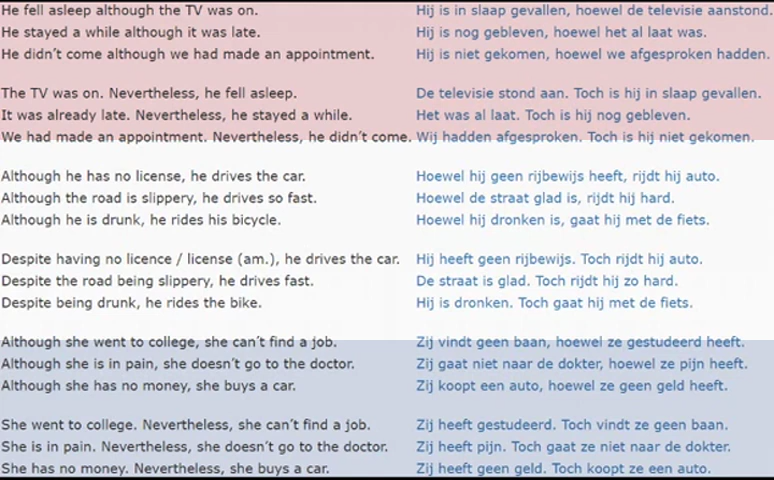 He fell asleep although the TV was on. Hij is in slaap gevallen, hoewel de televisie aanstond.
He stayed a while although it was late. Hij is nog gebleven, hoewel het al laat was.
He didn't come although we had made an appointment. Hij is niet gekomen, hoewel we afgesproken hadden.
The TV was on. Nevertheless, he fell asleep. De televisie stond aan. Toch is hij in slaap gevallen.
It was already late. Nevertheless, he stayed a while. Het was al laat. Toch is hij nog gebleven.
We had made an appointment. Nevertheless, he didn't come. Wij hadden afgesproken. Toch is hij niet gekomen.
Although he has no license, he drives the car. Hoewel hij geen rijbewijs heeft, rijdt hij auto.
Although the road is slippery, he drives so fast. Hoewel de straat glad is, rijdt hij hard.
Although he is drunk, he rides his bicycle. Hoewel hij dronken is, gaat hij met de fiets.
Despite having no licence / license (am.), he drives the car. Hij heeft geen rijbewijs. Toch rijdt hij auto.
Despite the road being slippery, he drives fast. De straat is glad. Toch rijdt hij zo hard.
Despite being drunk, he rides the bike. Hij is dronken. Toch gaat hij met de fiets.
Although she went to college, she can't find a job. Zij vindt geen baan, hoewel ze gestudeerd heeft.
Although she is in pain, she doesn't go to the doctor. Zij gaat niet naar de dokter, hoewel ze pijn heeft.
Although she has no money, she buys a car. Zij koopt een auto, hoewel ze geen geld heeft.
She went to college. Nevertheless, she can't find a job. Zij heeft gestudeerd. Toch vindt ze geen baan.
She is in pain. Nevertheless, she doesn't go to the doctor. Zij heeft pijn. Toch gaat ze niet naar de dokter.
She has no money. Nevertheless, she buys a car. Zij heeft geen geld. Toch koopt ze een auto.